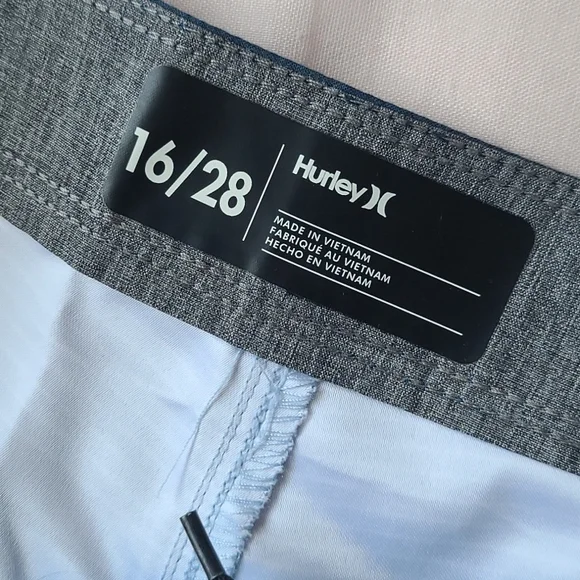 16/28
Hurley
MADE IN VIETNAM
FABRIQUÉ AU VIETNAM
HECHO EN VIETNAM